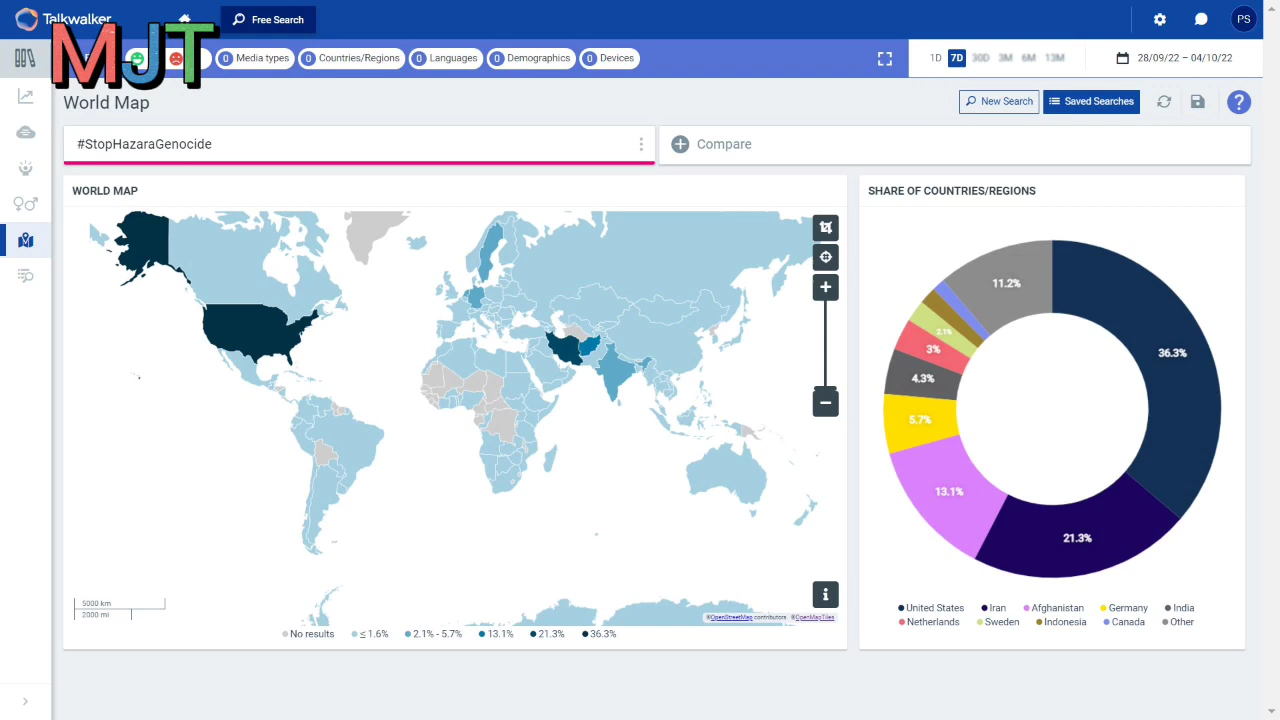 Talkwalker
Free Search
MJT
0 Media types
0 Countries/Regions
0 Languages
0 Demographics
0 Devices
1D 7D 30D 3M 6M 13M
28/09/22 – 04/10/22
PS
World Map
New Search
Saved Searches
?
#StopHazaraGenocide
Compare
WORLD MAP
5000 km
2000 mi
©OpenStreetMap contributors. ©OpenMapTiles
No results ≤ 1.6% 2.1% - 5.7% 13.1% 21.3% 36.3%
SHARE OF COUNTRIES/REGIONS
11.2%
36.3%
2.1%
3%
4.3%
5.7%
13.1%
21.3%
United States Iran Afghanistan Germany India
Netherlands Sweden Indonesia Canada Other